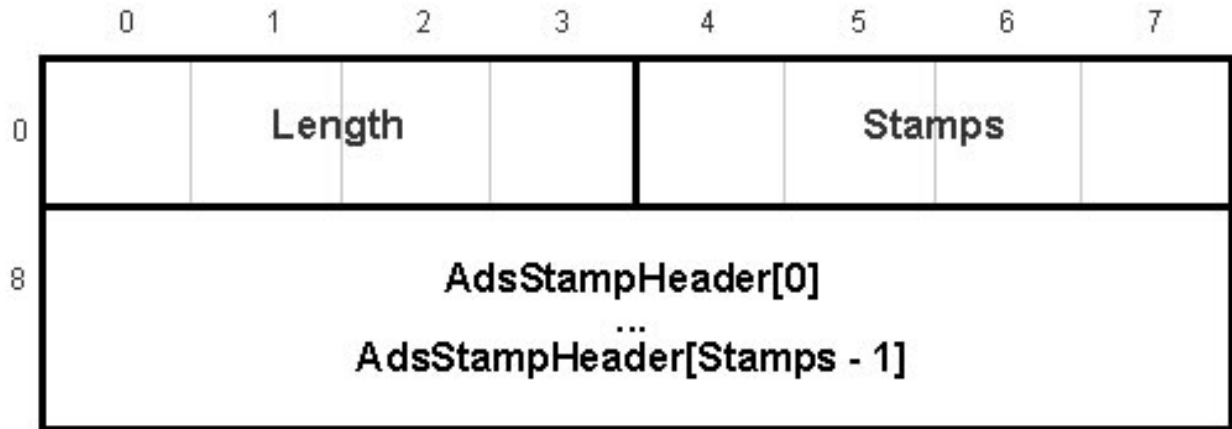 0 1 2 3 4 5 6 7
0 Length Stamps
8 AdsStampHeader[0]
...
AdsStampHeader[Stamps - 1]